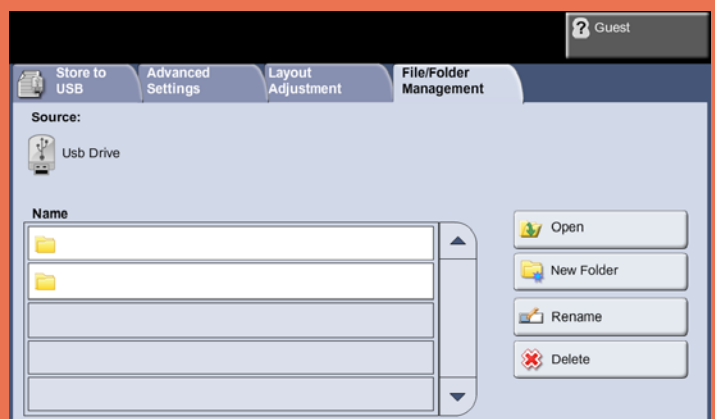 Guest
Store to
USB
Advanced
Settings
Layout
Adjustment
File/Folder
Management
Source:
Usb Drive
Name
Open
New Folder
Rename
Delete